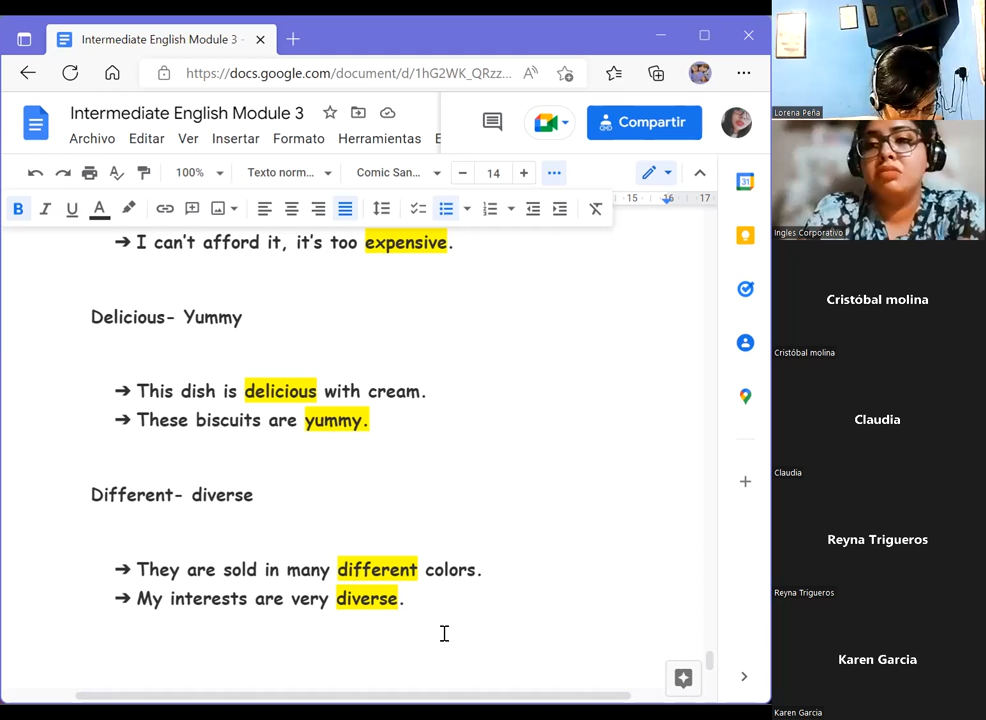 Intermediate English Module 3 -
https://docs.google.com/document/d/1hG2WK_QRzz...
Intermediate English Module 3
Compartir
Archivo Editar Ver Insertar Formato Herramientas E
100% Texto norm... Comic San... 14
15 16 17
➔ I can't afford it, it's too expensive.
Delicious- Yummy
➔ This dish is delicious with cream.
➔ These biscuits are yummy.
Different- diverse
➔ They are sold in many different colors.
➔ My interests are very diverse.
Lorena Peña
Ingles Corporativo
Cristóbal molina
Cristóbal molina
Claudia
Claudia
Reyna Trigueros
Reyna Trigueros
Karen Garcia
Karen Garcia